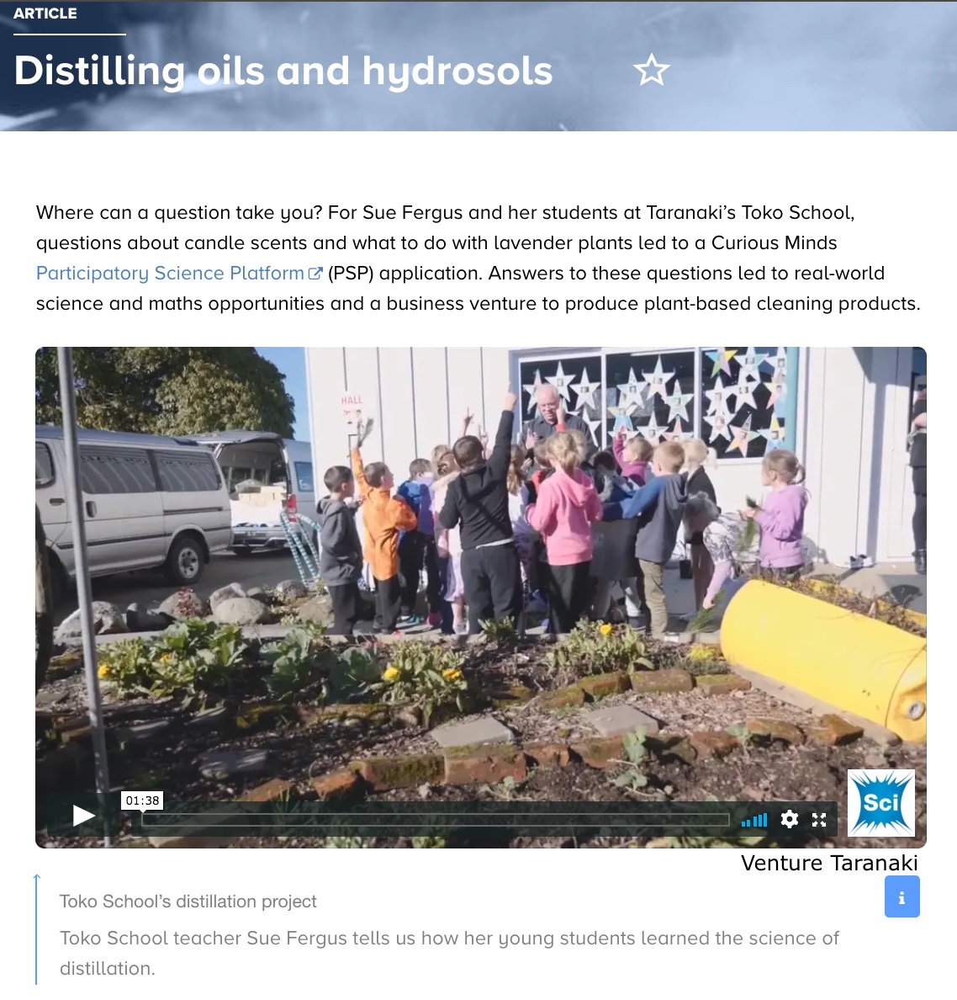 ARTICLE
Distilling oils and hydrosols
Where can a question take you? For Sue Fergus and her students at Taranaki’s Toko School,
questions about candle scents and what to do with lavender plants led to a Curious Minds
Participatory Science Platform (PSP) application. Answers to these questions led to real-world
science and maths opportunities and a business venture to produce plant-based cleaning products.
HALL
01:38
Sci
Venture Taranaki
i
Toko School’s distillation project
Toko School teacher Sue Fergus tells us how her young students learned the science of
distillation.